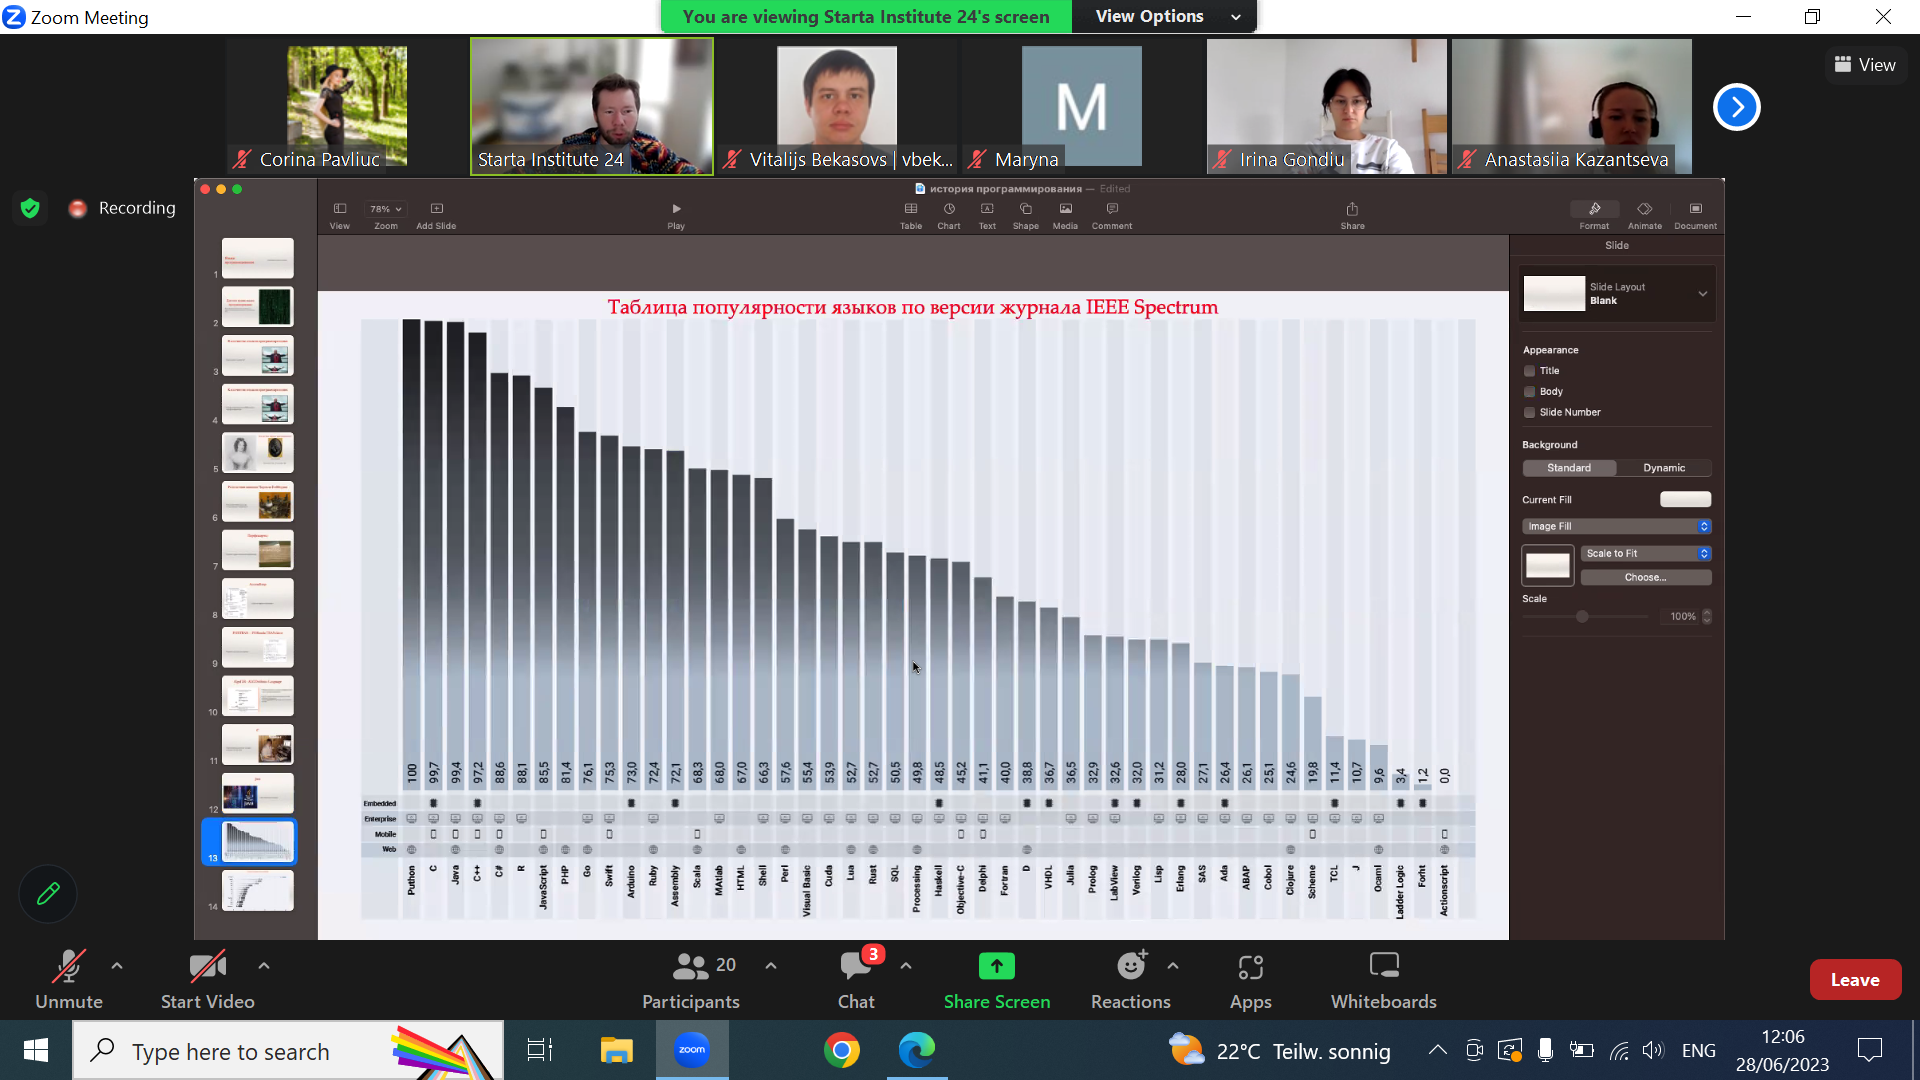 Zoom Meeting
You are viewing Starta Institute 24's screen
View Options
View
Corina Pavliuc
Starta Institute 24
Vitalijs Bekasovs | vbek...
M
Maryna
Irina Gondiu
Anastasiia Kazantseva
Recording
история программирования — Edited
View
78%
Zoom
Add Slide
Play
Table
Chart
Text
Shape
Media
Comment
Share
Format
Animate
Document
1
2
3
4
5
6
7
8
9
10
11
12
13
14
Таблица популярности языков по версии журнала IEEE Spectrum
100 99,7 99,4 97,2 88,6 88,1 85,5 81,4 76,1 75,3 73,0 72,4 72,1 68,3 68,0 67,0 66,3 57,6 55,4 53,9 52,7 52,7 50,5 49,8 48,5 45,2 41,1 40,0 38,8 36,7 36,5 32,9 32,6 32,0 31,2 28,0 27,1 26,4 26,1 25,1 24,6 19,8 11,4 10,7 9,6 3,4 1,2 0,0
Embedded
Enterprise
Mobile
Web
Puthon C Java C++ C# R JavaScript PHP Go Swift Arduino Ruby Assembly Scala MAtlab HTML Shell Perl Visual Basic Cuda Lua Rust SQL Processing Haskell Objective-C Delphi Fortran D VHDL Julia Prolog LabView Verilog Lisp Erlang SAS Ada ABAP Cobol Clojure Scheme TCL J Ocaml Ladder Logic Forht Actionscript
Slide
Slide Layout
Blank
Appearance
Title
Body
Slide Number
Background
Standard
Dynamic
Current Fill
Image Fill
Scale to Fit
Choose...
Scale
100%
Unmute
Start Video
20
Participants
3
Chat
Share Screen
Reactions
Apps
Whiteboards
Leave
Type here to search
zoom
22°C Teilw. sonnig
ENG
12:06
28/06/2023